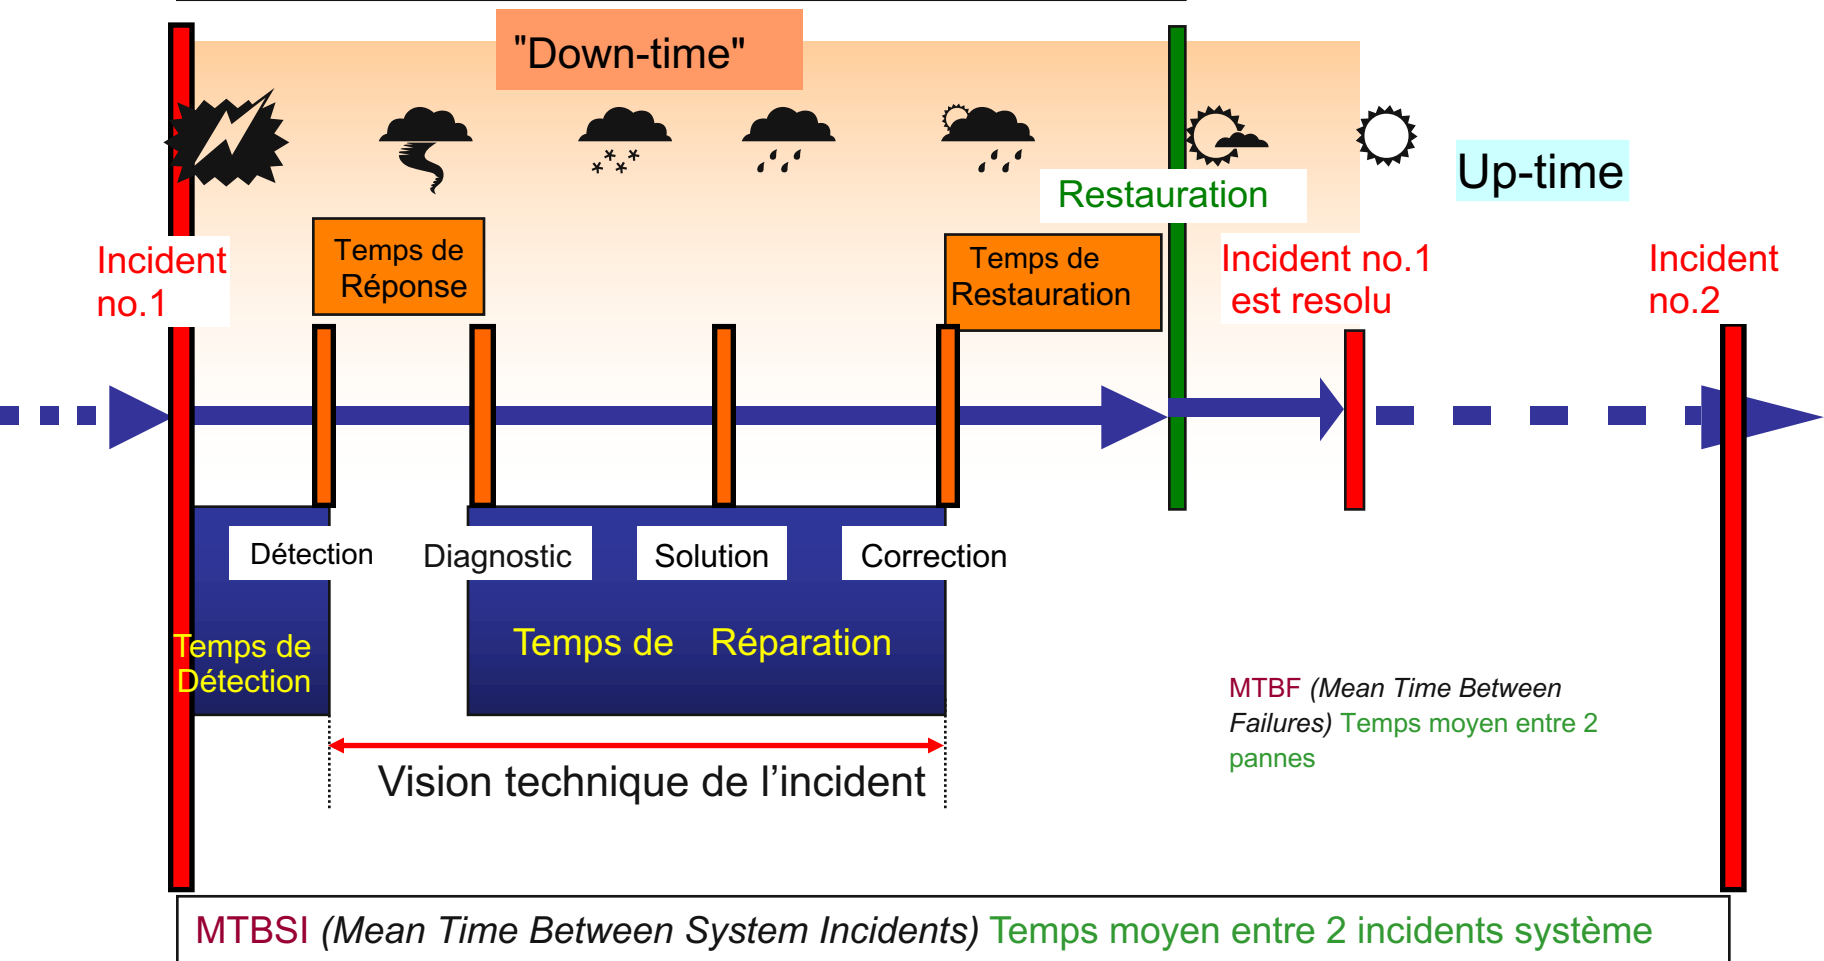 "Down-time"
Up-time
Restauration
Incident
no.1
Temps de
Réponse
Temps de
Restauration
Incident no.1
est resolu
Incident
no.2
Détection
Diagnostic
Solution
Correction
Temps de
Détection
Temps de Réparation
MTBF (Mean Time Between
Failures) Temps moyen entre 2
pannes
Vision technique de l’incident
MTBSI (Mean Time Between System Incidents) Temps moyen entre 2 incidents système